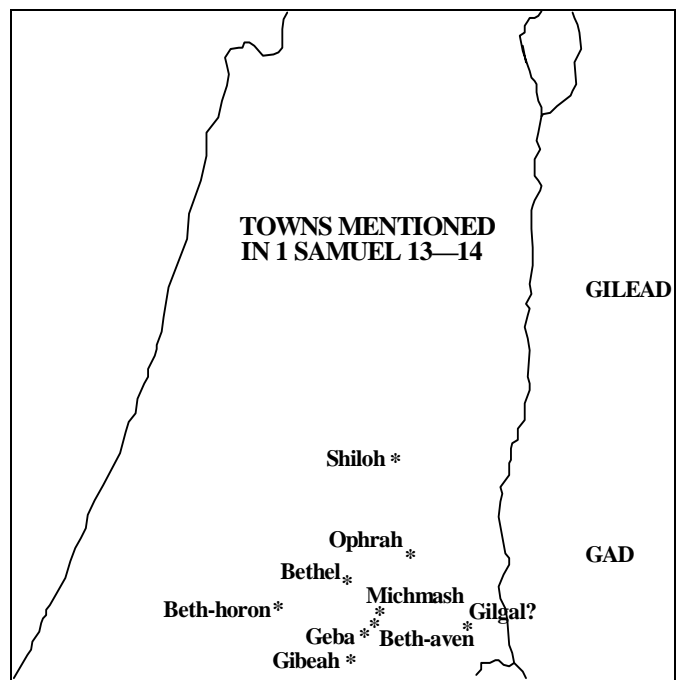 TOWNS MENTIONED
IN 1 SAMUEL 13—14
GILEAD
Shiloh *
Ophrah
*
GAD
Bethel *
Michmash
Beth-horon *
*
Gilgal?
*
*
Geba *
Beth-aven
Gibeah *